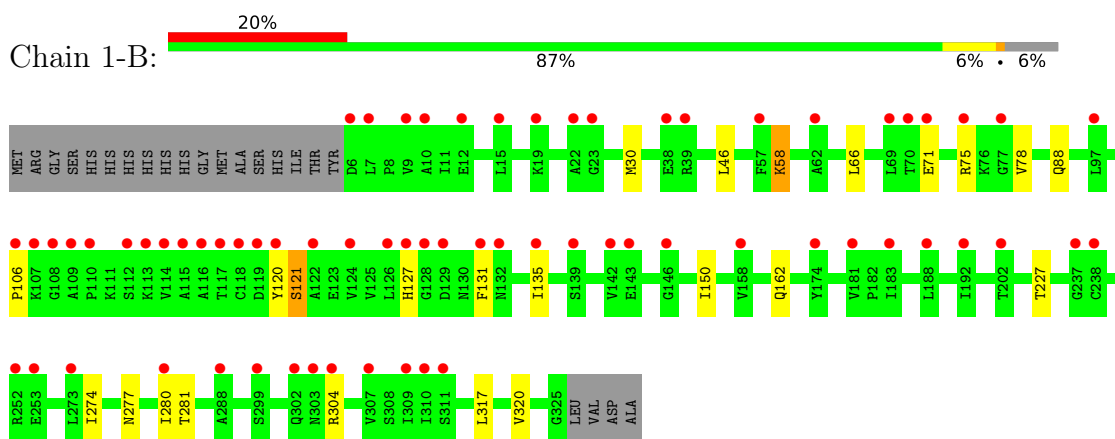 20%
Chain 1-B:
87% 6% • 6%
MET ARG GLY SER HIS HIS HIS HIS HIS HIS GLY MET ALA SER HIS ILE THR TYR D6 L7 P8 V9 A10 I11 E12 L15 K19 A22 G23 M30 E38 R39 L46 F57 K58 A62 L66 L69 T70 E71 R75 K76 G77 V78 Q88 L97
P106 K107 G108 A109 P110 K111 S112 K113 V114 A115 A116 T117 C118 D119 Y120 S121 A122 E123 V124 V125 L126 H127 G128 D129 N130 F131 N132 I135 S139 V142 E143 G146 I150 V158 Q162 Y174 V181 P182 I183 L188 I192 T202 T227 G237 C238
R252 E253 L273 I274 N277 I280 T281 A288 S299 Q302 N303 R304 V307 S308 I309 I310 S311 L317 V320 G325 LEU VAL ASP ALA